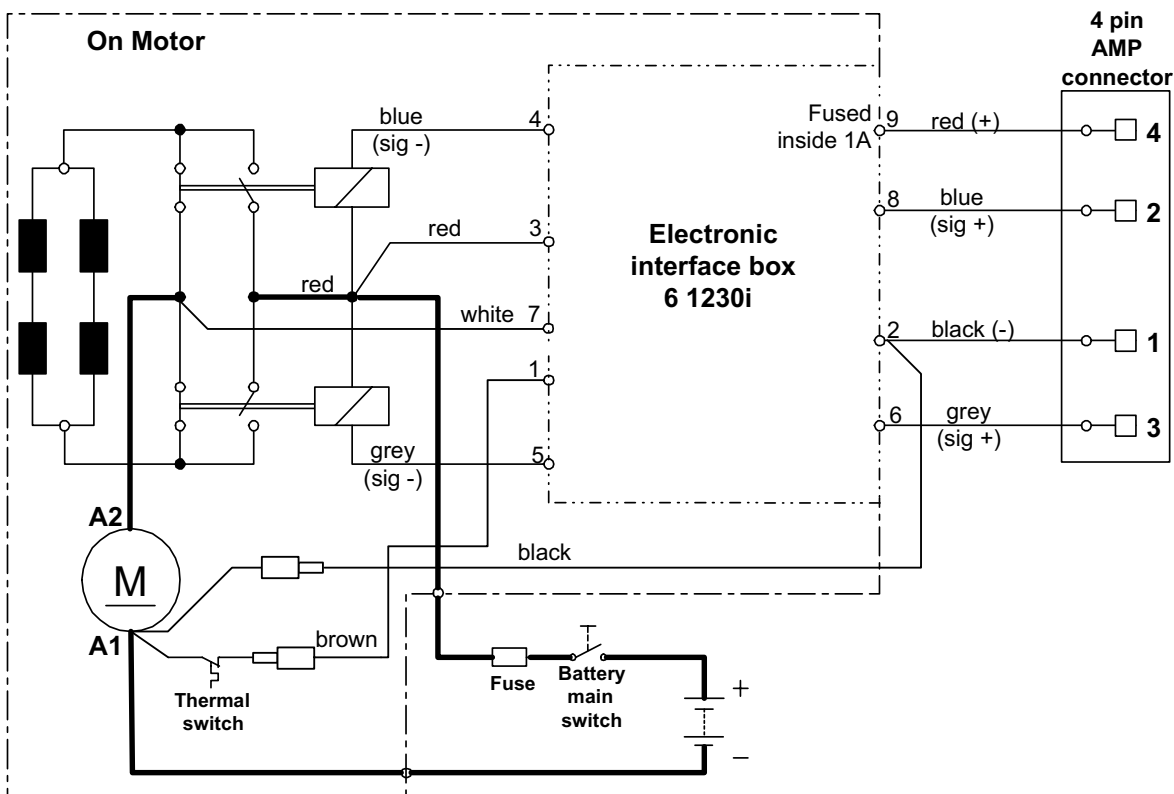 On Motor
4 pin
AMP
connector
blue
(sig -)
4
Fused
inside 1A
9
red (+)
4
8
blue
(sig +)
2
red
3
Electronic
interface box
6 1230i
red
white
7
2
black (-)
1
1
6
grey
(sig +)
3
grey
(sig -)
5
A2
M
A1
black
brown
Thermal
switch
Fuse
Battery
main
switch
+
–